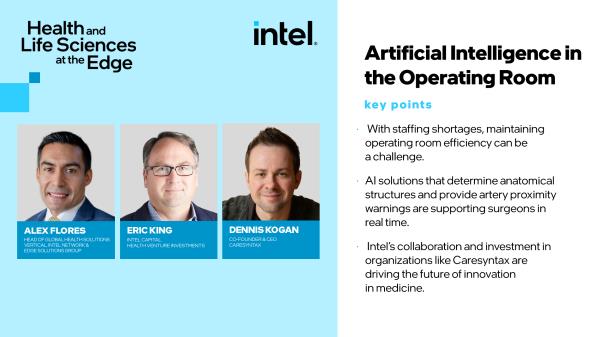 Health and
Life Sciences
at the Edge
intel.
Artificial Intelligence in
the Operating Room
key points
· With staffing shortages, maintaining
operating room efficiency can be
a challenge.
· AI solutions that determine anatomical
structures and provide artery proximity
warnings are supporting surgeons in
real time.
· Intel's collaboration and investment in
organizations like Caresyntax are
driving the future of innovation
in medicine.
ALEX FLORES
HEAD OF GLOBAL HEALTH SOLUTIONS
VERTICAL, INTEL NETWORK &
EDGE SOLUTIONS GROUP
ERIC KING
INTEL CAPITAL
HEALTH VENTURE INVESTMENTS
DENNIS KOGAN
CO-FOUNDER & CEO
CARESYNTAX